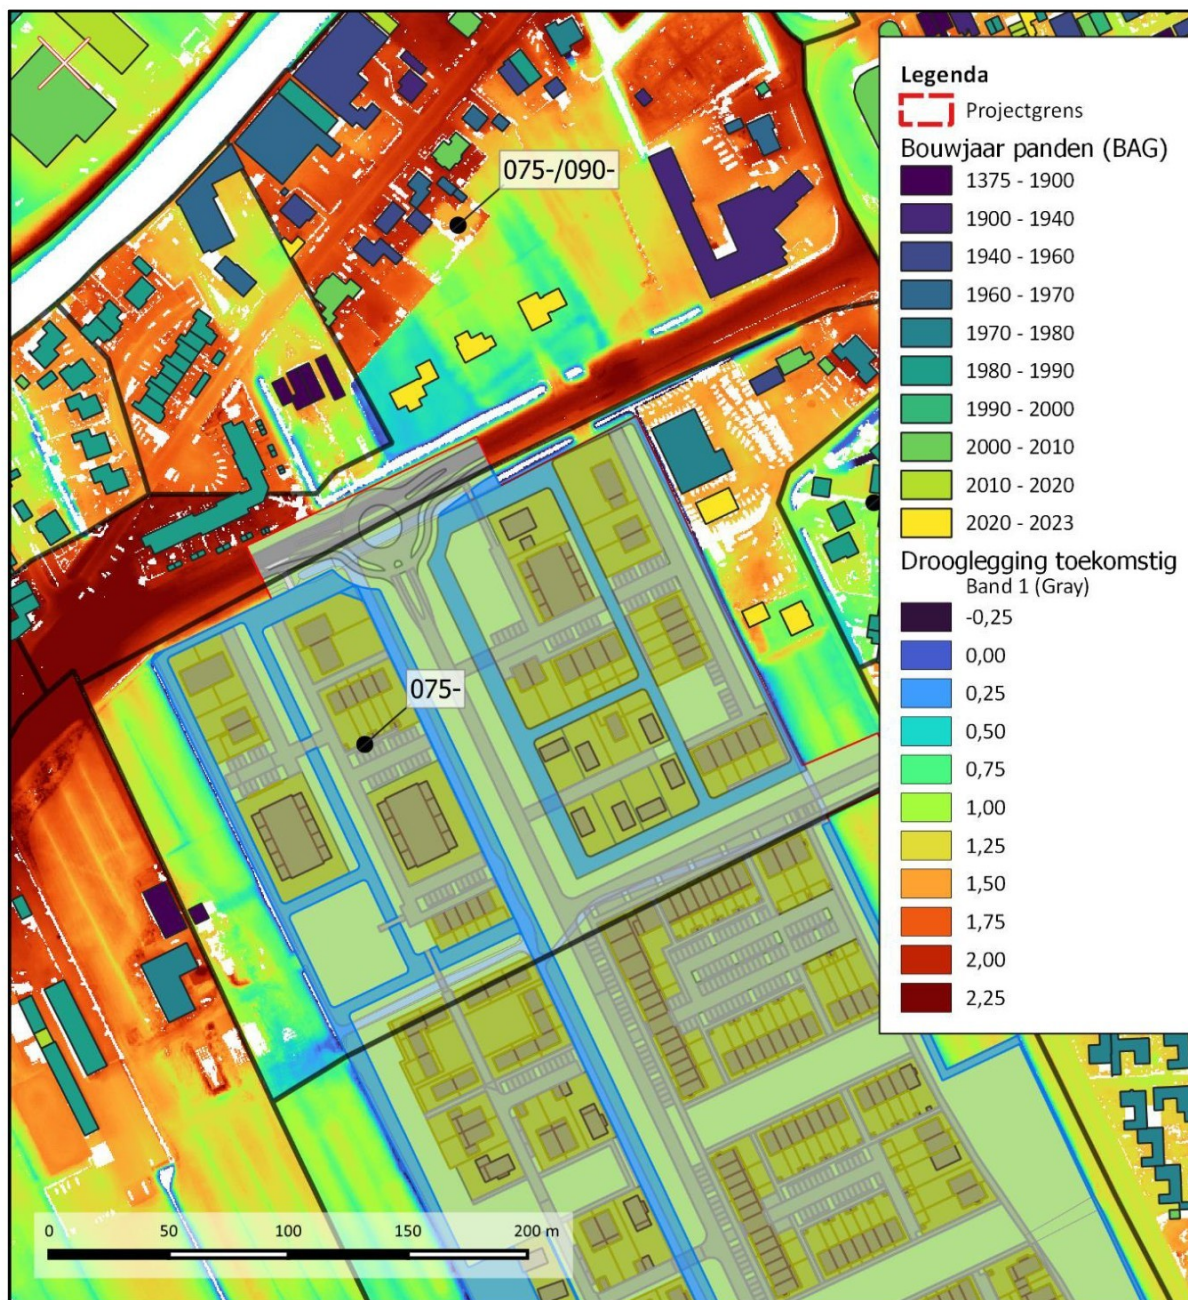 075-/090-
075-
0 50 100 150 200 m
Legenda
Projectgrens
Bouwjaar panden (BAG)
1375 - 1900
1900 - 1940
1940 - 1960
1960 - 1970
1970 - 1980
1980 - 1990
1990 - 2000
2000 - 2010
2010 - 2020
2020 - 2023
Drooglegging toekomstig
Band 1 (Gray)
-0,25
0,00
0,25
0,50
0,75
1,00
1,25
1,50
1,75
2,00
2,25